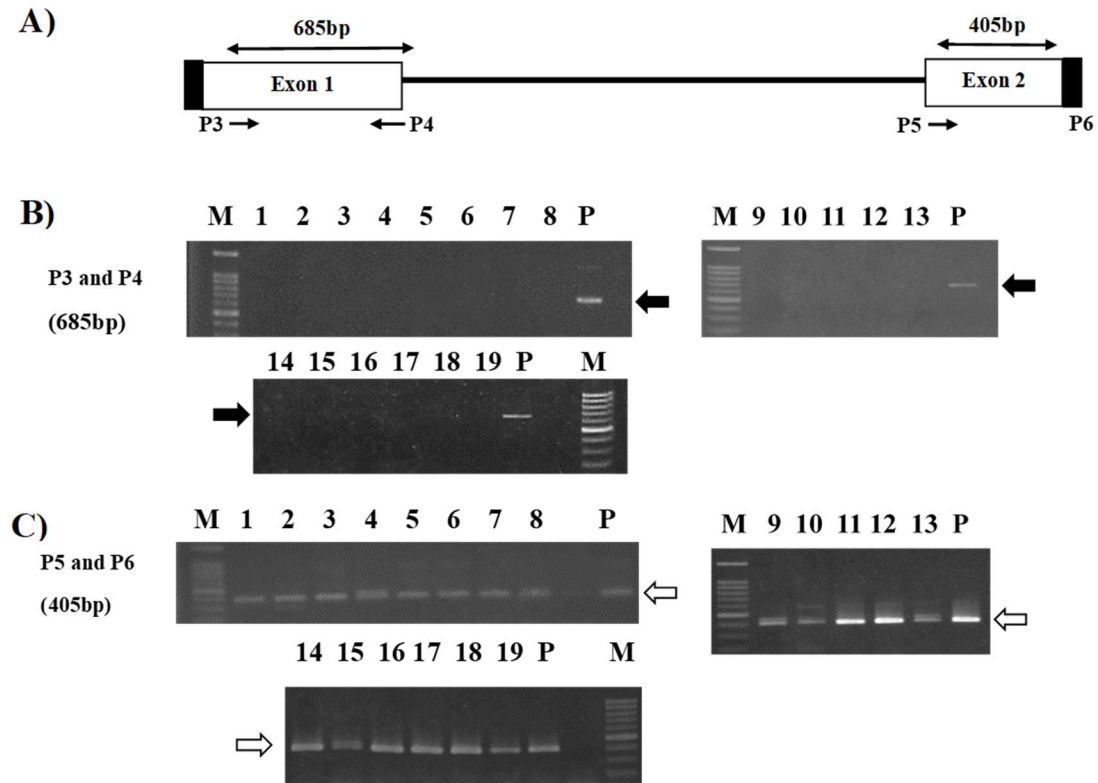 A)
685bp
405bp
Exon 1
Exon 2
P3
P4
P5
P6
B)
M 1 2 3 4 5 6 7 8 P
M 9 10 11 12 13 P
P3 and P4
(685bp)
14 15 16 17 18 19 P M
C)
M 1 2 3 4 5 6 7 8 P
M 9 10 11 12 13 P
P5 and P6
(405bp)
14 15 16 17 18 19 P M